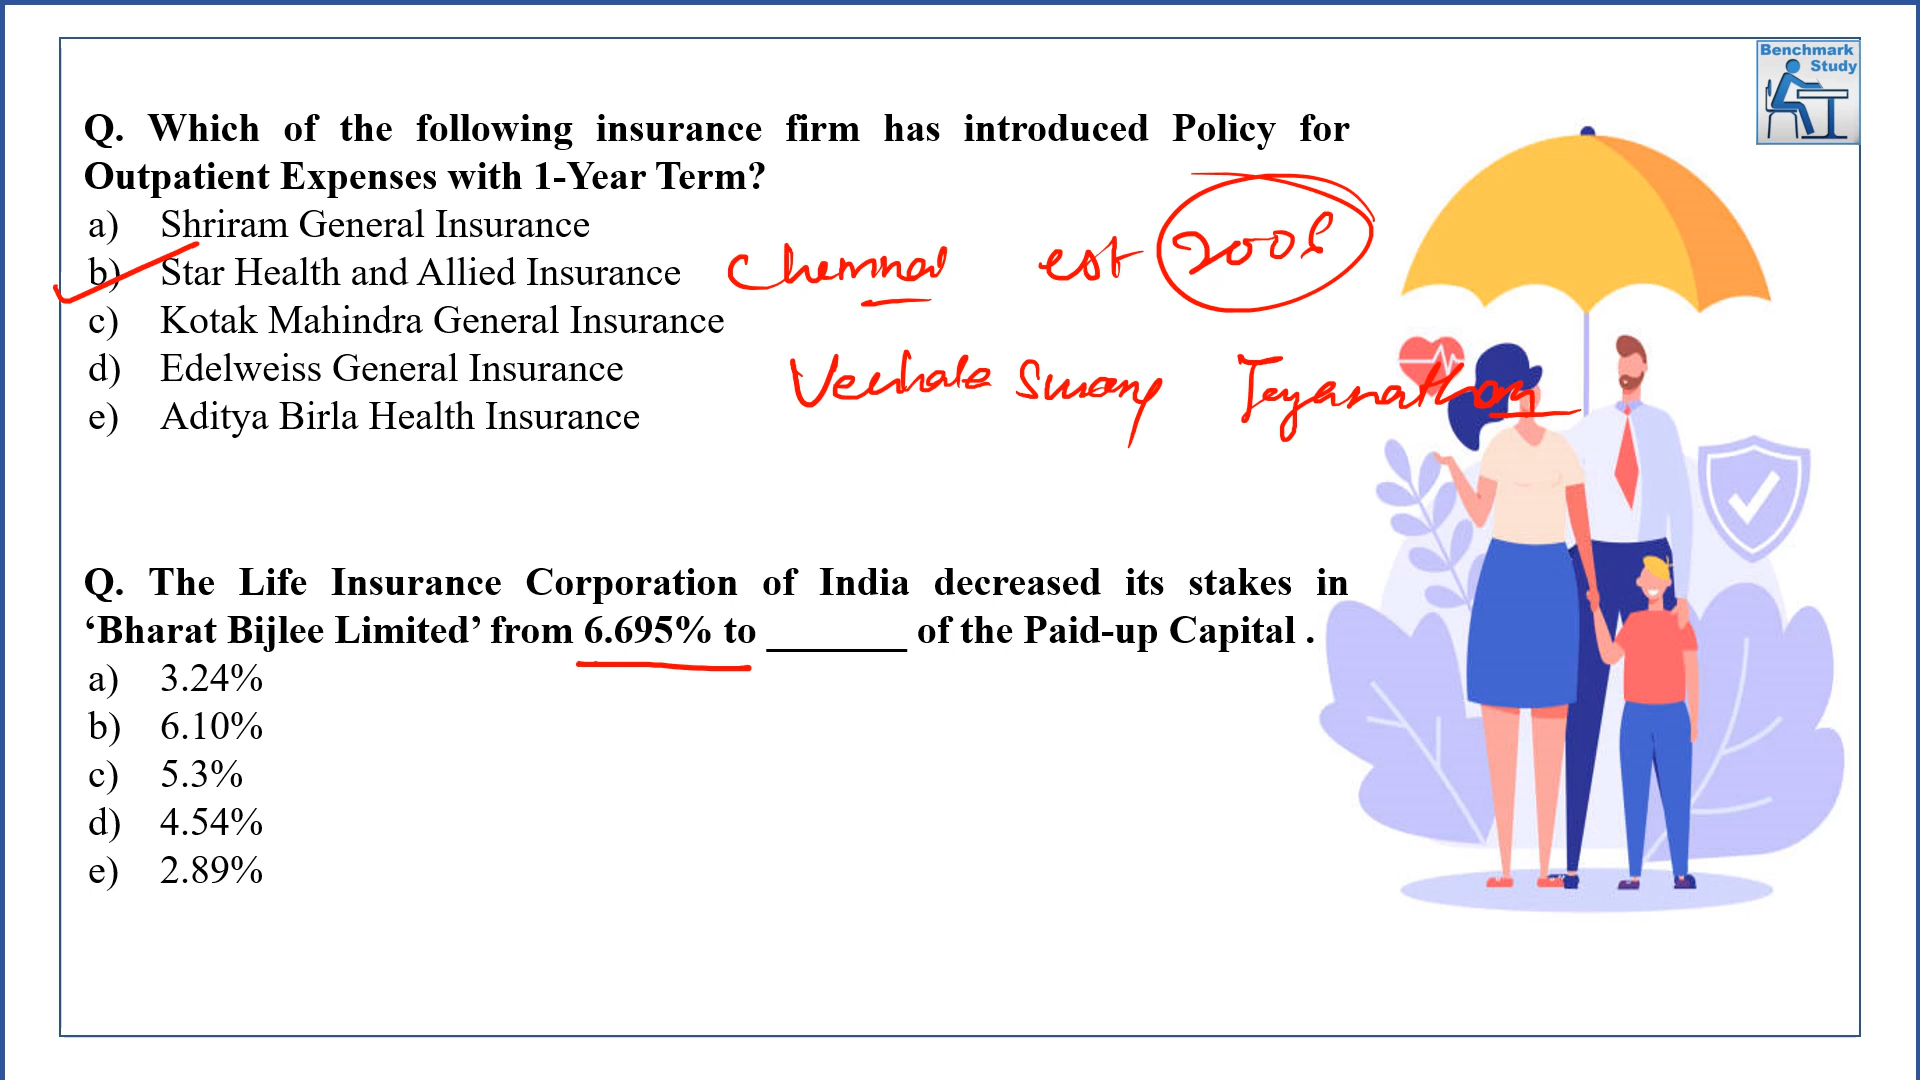 Benchmark
Study
Q. Which of the following insurance firm has introduced Policy for
Outpatient Expenses with 1-Year Term?
a) Shriram General Insurance
b) Star Health and Allied Insurance
est 2008
c) Kotak Mahindra General Insurance
d) Edelweiss General Insurance
e) Aditya Birla Health Insurance
Q. The Life Insurance Corporation of India decreased its stakes in
‘Bharat Bijlee Limited’ from 6.695% to _______ of the Paid-up Capital .
a) 3.24%
b) 6.10%
c) 5.3%
d) 4.54%
e) 2.89%